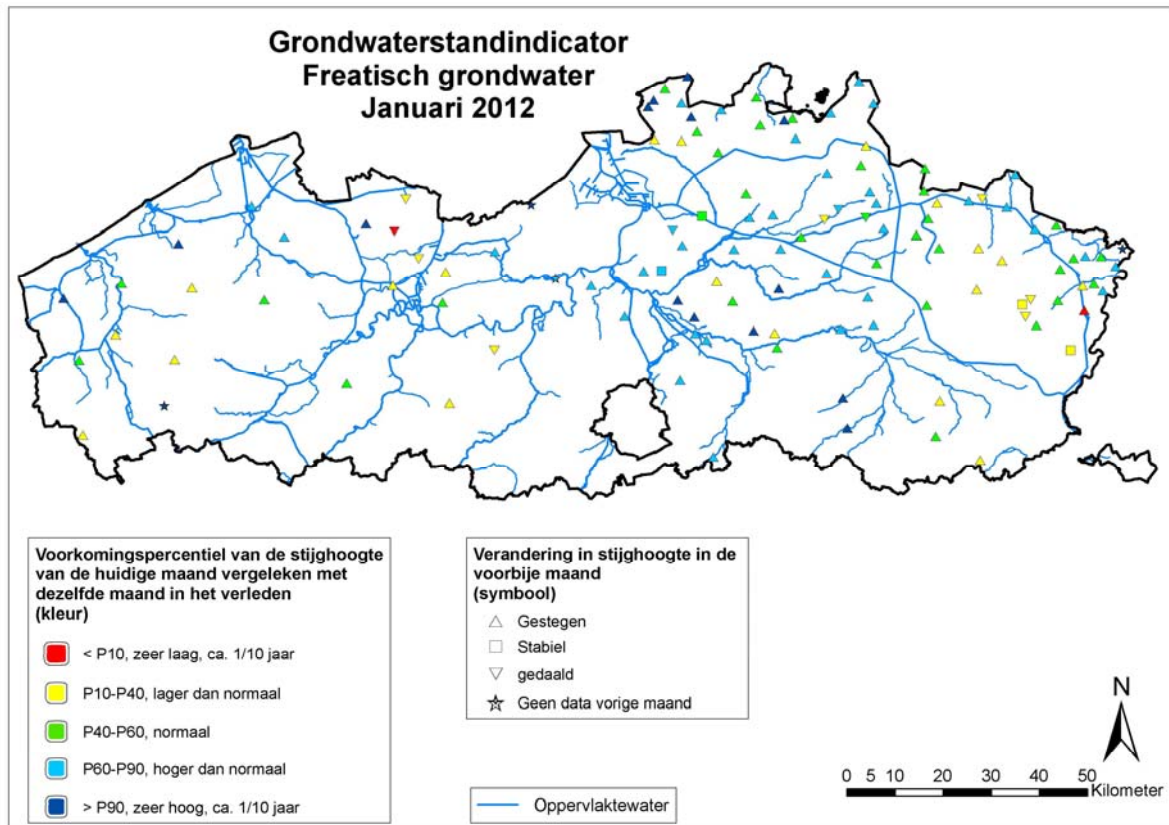 Grondwaterstandindicator
Freatisch grondwater
Januari 2012
Voorkomingspercentiel van de stijghoogte
van de huidige maand vergeleken met
dezelfde maand in het verleden
(kleur)
< P10, zeer laag, ca. 1/10 jaar
P10-P40, lager dan normaal
P40-P60, normaal
P60-P90, hoger dan normaal
> P90, zeer hoog, ca. 1/10 jaar
Verandering in stijghoogte in de
voorbije maand
(symbool)
Gestegen
Stabiel
gedaald
Geen data vorige maand
Oppervlaktewater
N
0 5 10 20 30 40 50
Kilometer